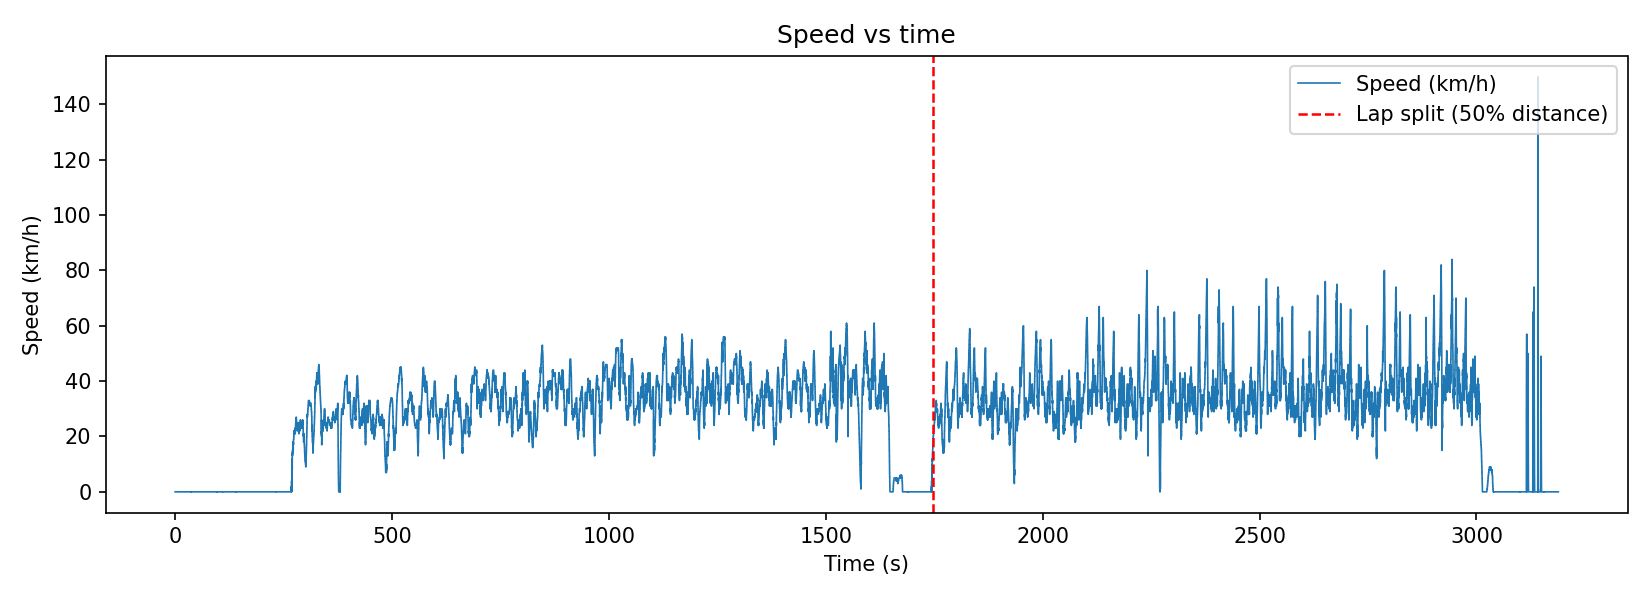 Speed vs time
Speed (km/h)
Lap split (50% distance)
Speed (km/h)
140
120
100
80
60
40
20
0
0 500 1000 1500 2000 2500 3000
Time (s)